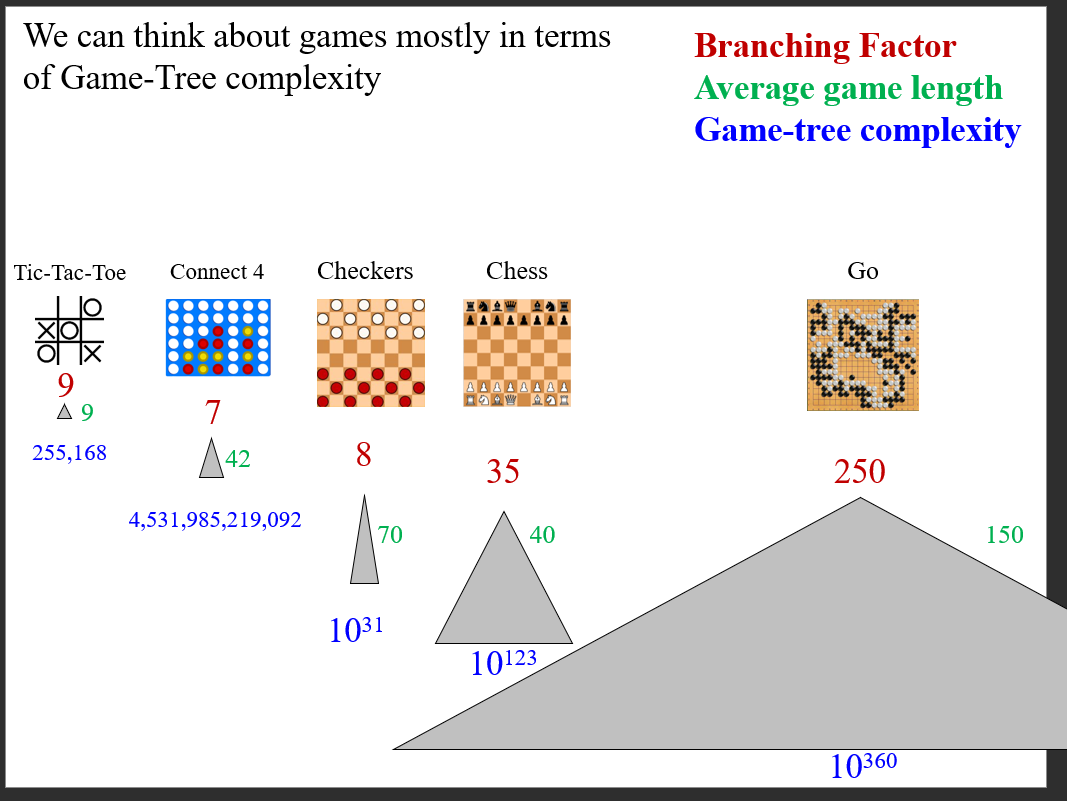 We can think about games mostly in terms
of Game-Tree complexity
Branching Factor
Average game length
Game-tree complexity
Tic-Tac-Toe
Connect 4
Checkers
Chess
Go
9
9
255,168
7
42
4,531,985,219,092
8
70
10³¹
35
40
10¹²³
250
150
10³⁶⁰